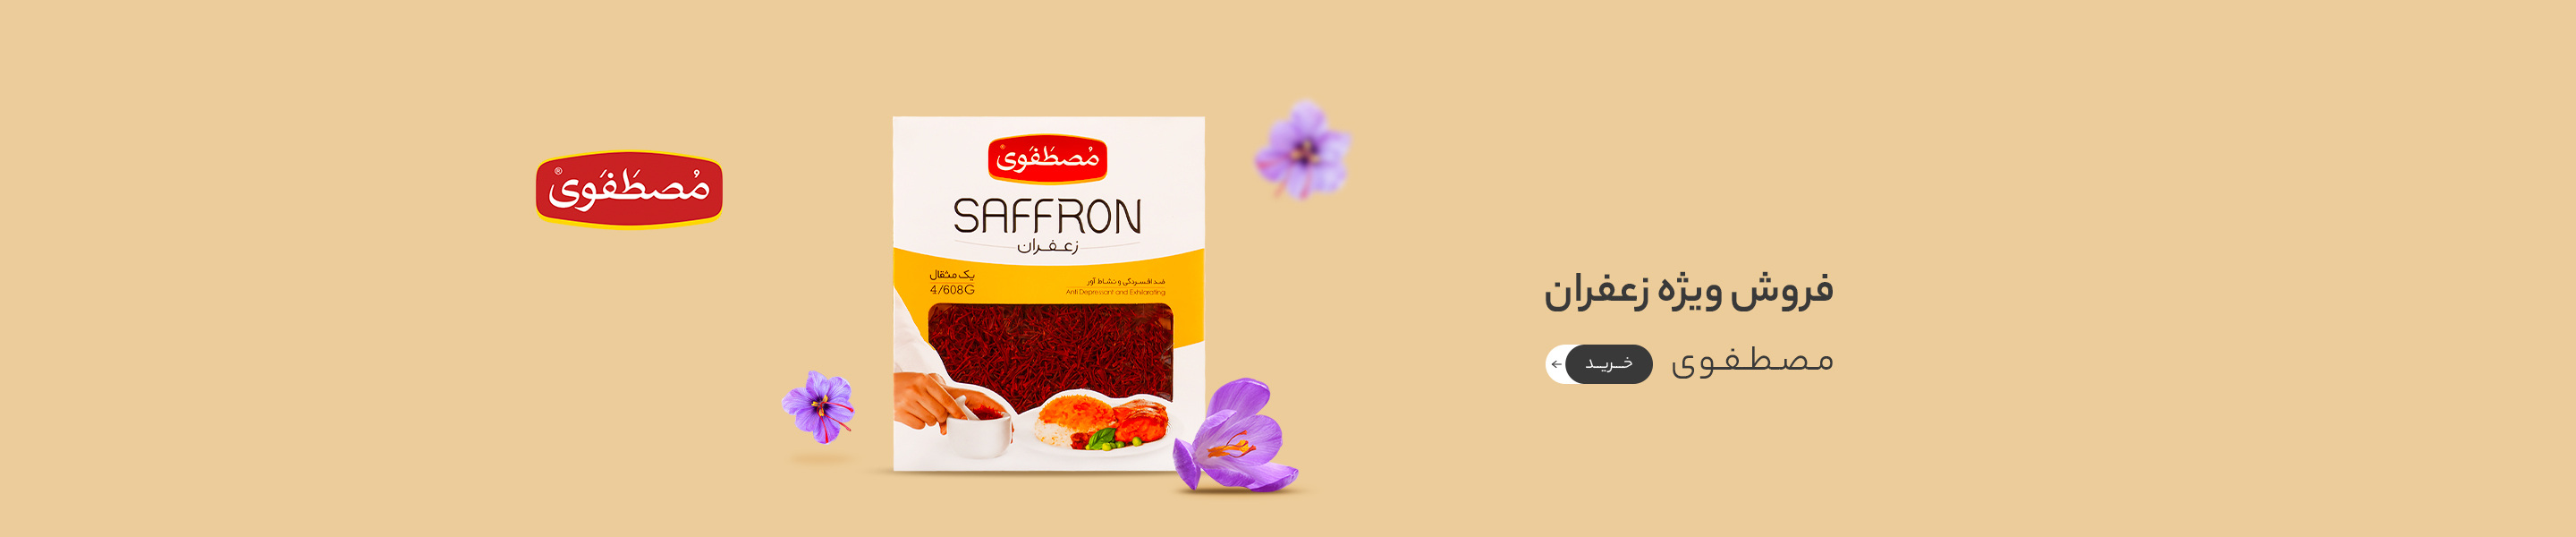 فروش ویژه زعفران
مصطفوی
خرید
مُصطَفَوی
®
مُصطَفَوی
®
SAFFRON
زعفران
ضد افسردگی و نشاط آور
Anti Depressant and Exhilarating
یک مثقال
4/608G